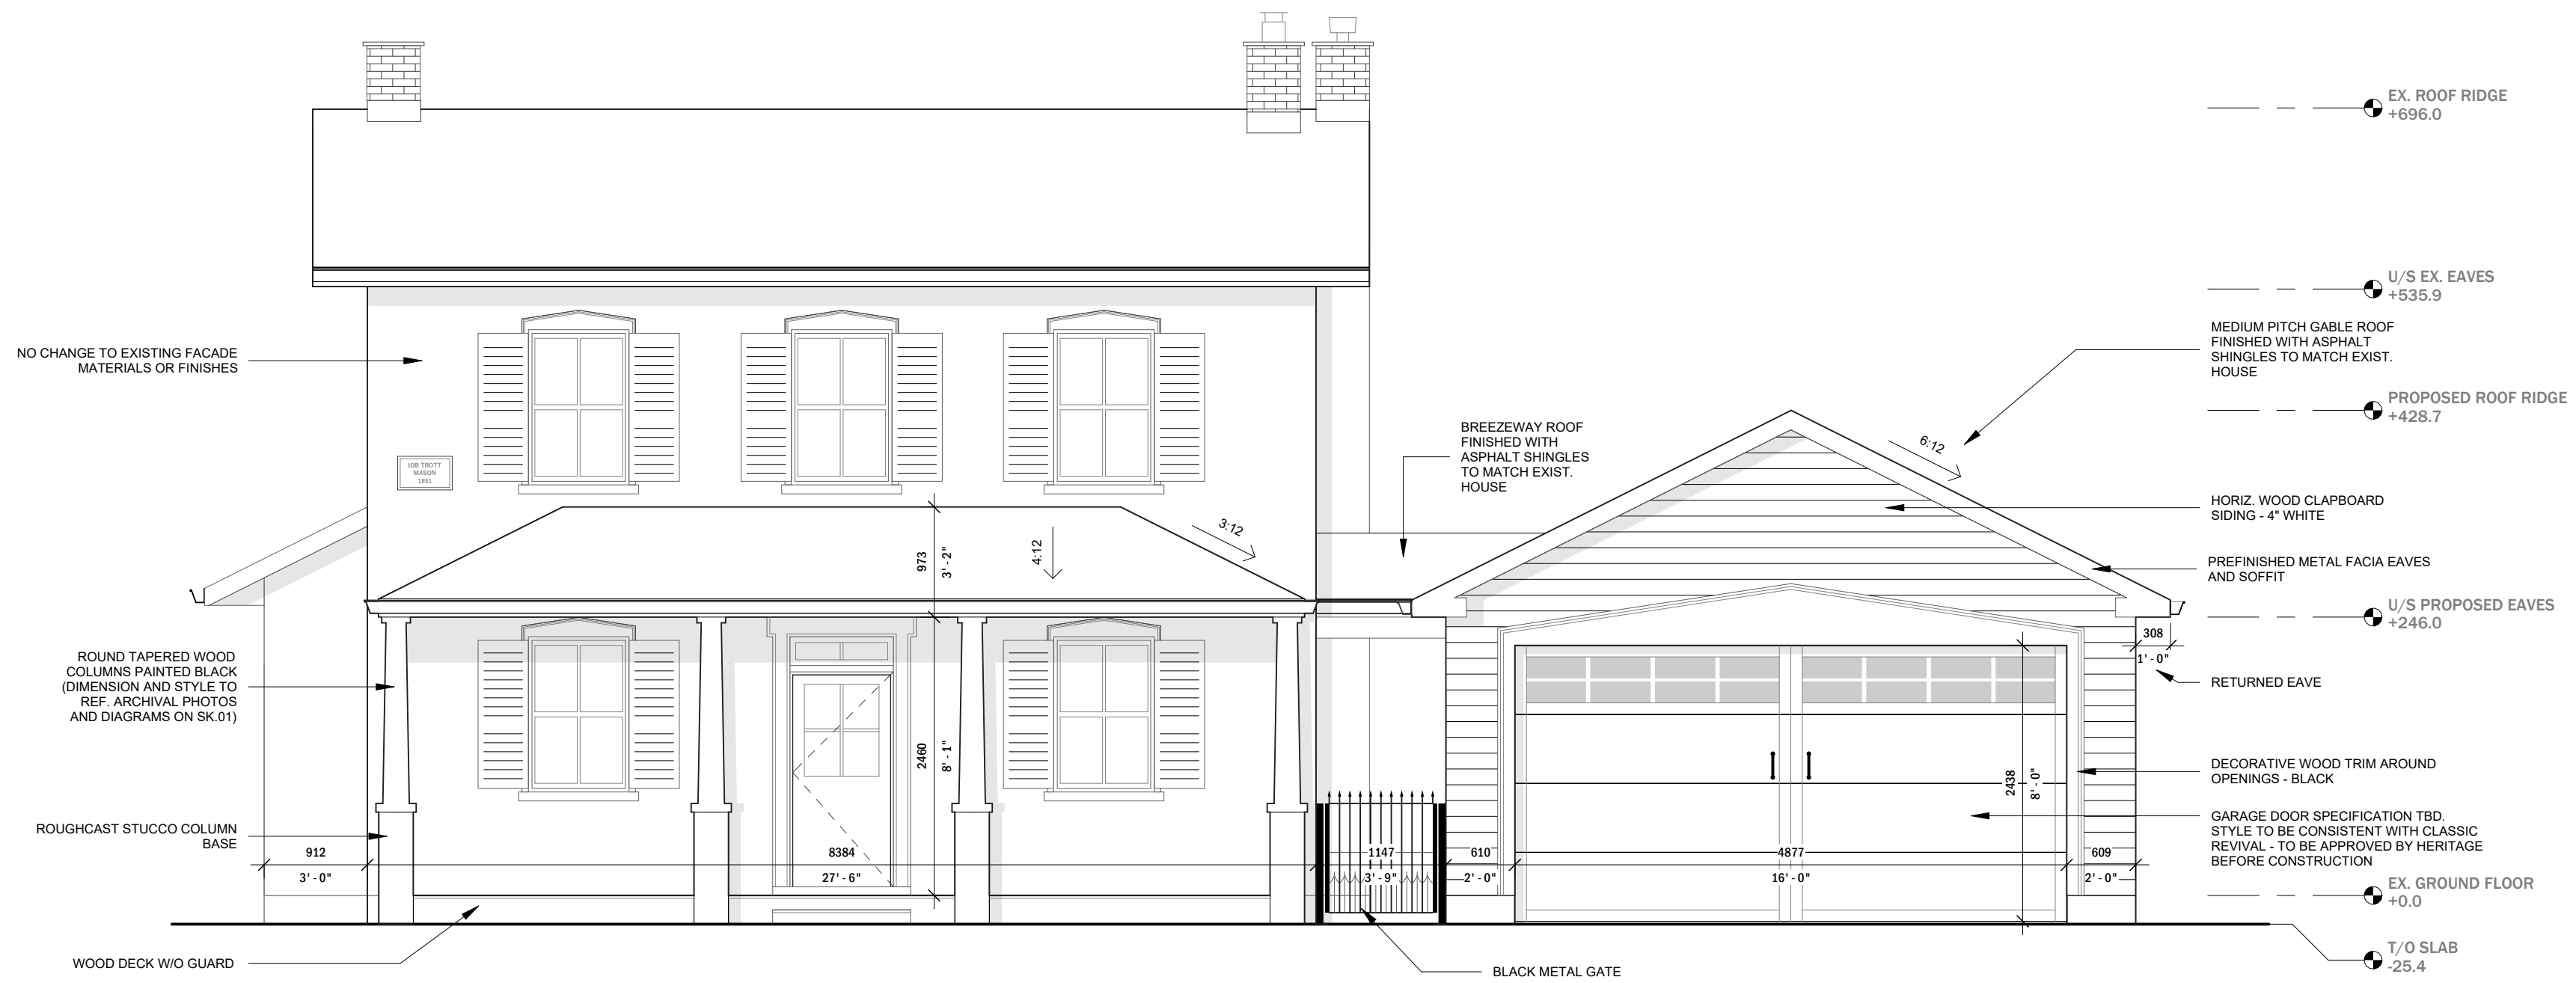 EX. ROOF RIDGE
+696.0
U/S EX. EAVES
+535.9
MEDIUM PITCH GABLE ROOF
FINISHED WITH ASPHALT
SHINGLES TO MATCH EXIST.
HOUSE
NO CHANGE TO EXISTING FACADE
MATERIALS OR FINISHES
PROPOSED ROOF RIDGE
+428.7
BREEZEWAY ROOF
FINISHED WITH
ASPHALT SHINGLES
TO MATCH EXIST.
HOUSE
6:12
JOB TROTT
MASON
1851
HORIZ. WOOD CLAPBOARD
SIDING - 4" WHITE
973
3' - 2"
4:12
3:12
PREFINISHED METAL FACIA EAVES
AND SOFFIT
U/S PROPOSED EAVES
+246.0
308
1' - 0"
RETURNED EAVE
ROUND TAPERED WOOD
COLUMNS PAINTED BLACK
(DIMENSION AND STYLE TO
REF. ARCHIVAL PHOTOS
AND DIAGRAMS ON SK.01)
2460
8' - 1"
2438
8' - 0"
DECORATIVE WOOD TRIM AROUND
OPENINGS - BLACK
ROUGHCAST STUCCO COLUMN
BASE
GARAGE DOOR SPECIFICATION TBD.
STYLE TO BE CONSISTENT WITH CLASSIC
REVIVAL - TO BE APPROVED BY HERITAGE
BEFORE CONSTRUCTION
912
3' - 0"
8384
27' - 6"
1147
3' - 9"
610
2' - 0"
4877
16' - 0"
609
2' - 0"
EX. GROUND FLOOR
+0.0
WOOD DECK W/O GUARD
BLACK METAL GATE
T/O SLAB
-25.4